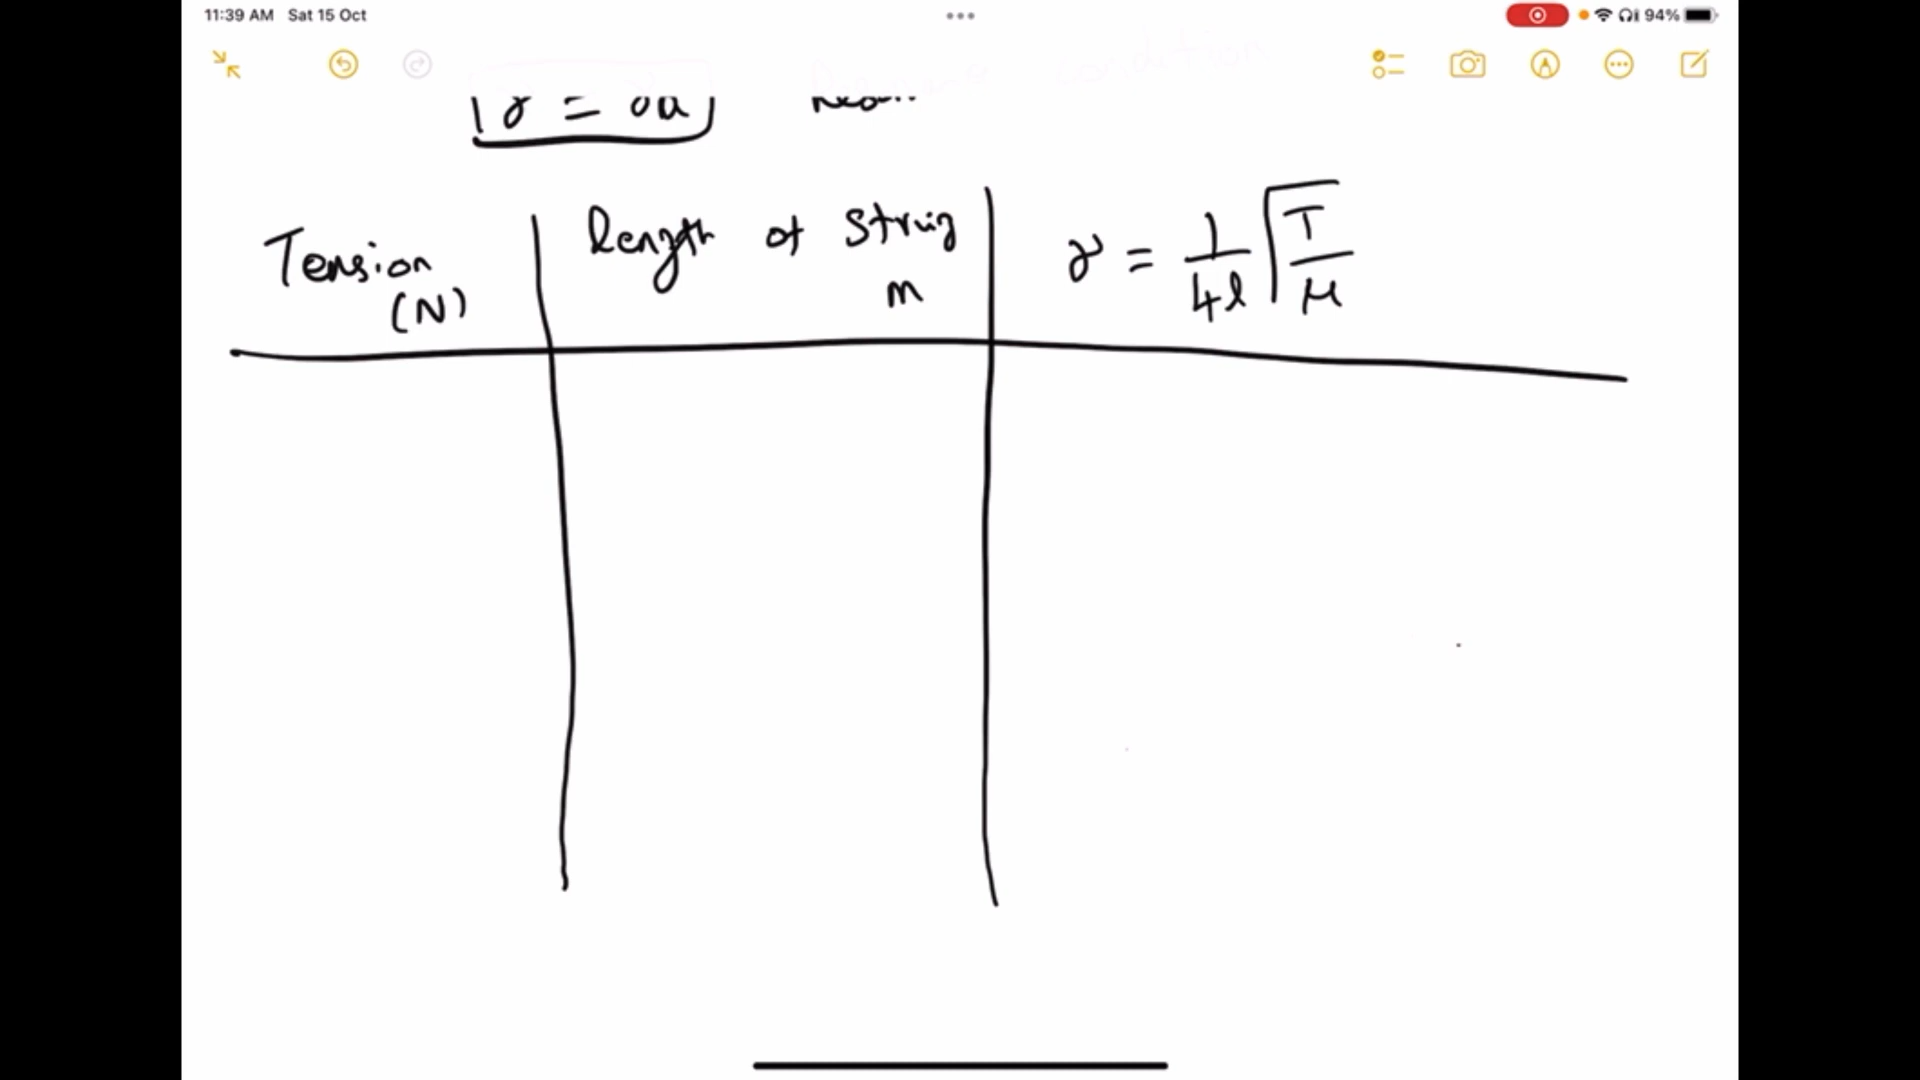 11:39 AM Sat 15 Oct
94%
Tension
(N)
Length of String
m
γ = 1/4l √T/μ